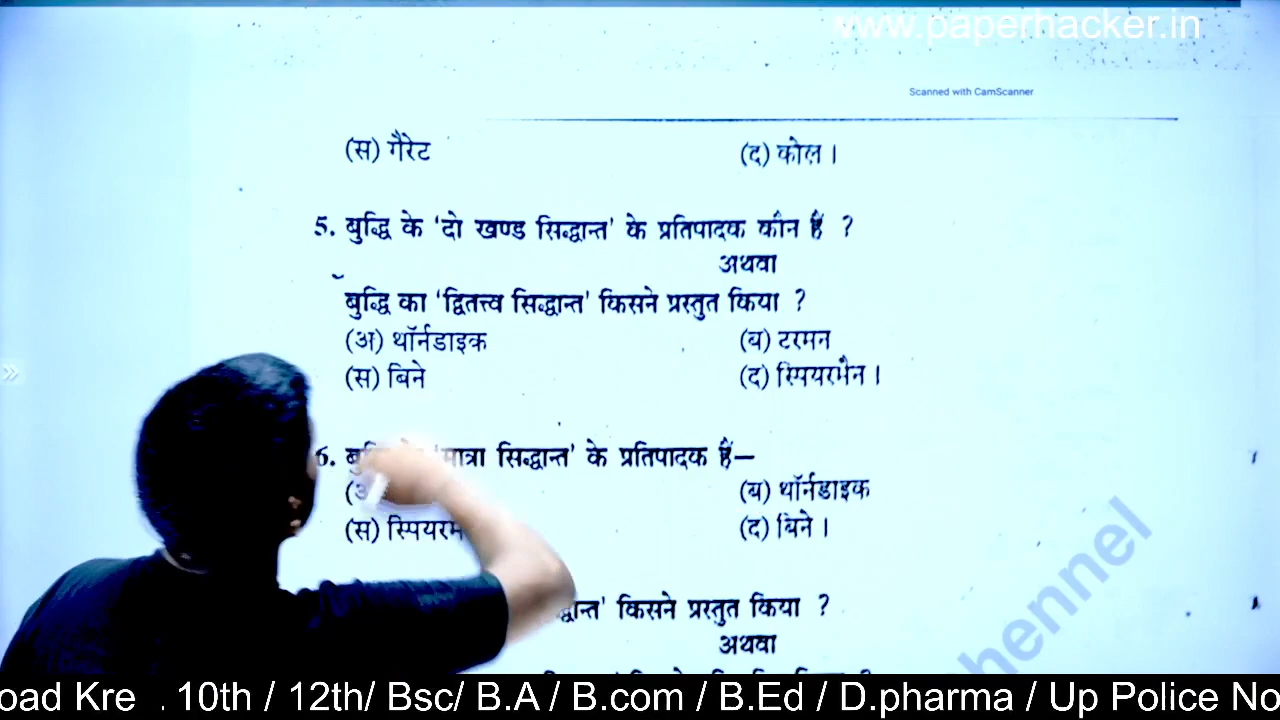 www.paperhacker.in
Scanned with CamScanner
(स) गैरेट (द) कोल ।
5. बुद्धि के 'दो खण्ड सिद्धान्त' के प्रतिपादक कौन हैं ?
अथवा
बुद्धि का 'द्वितत्त्व सिद्धान्त' किसने प्रस्तुत किया ?
(अ) थॉर्नडाइक (ब) टरमन
(स) बिने (द) स्पियरमैन ।
6. 'मात्रा सिद्धान्त' के प्रतिपादक हैं—
(ब) थॉर्नडाइक
(स) (द) बिने ।
किसने प्रस्तुत किया ?
अथवा
10th / 12th/ Bsc/ B.A / B.com / B.Ed / D.pharma / Up Police